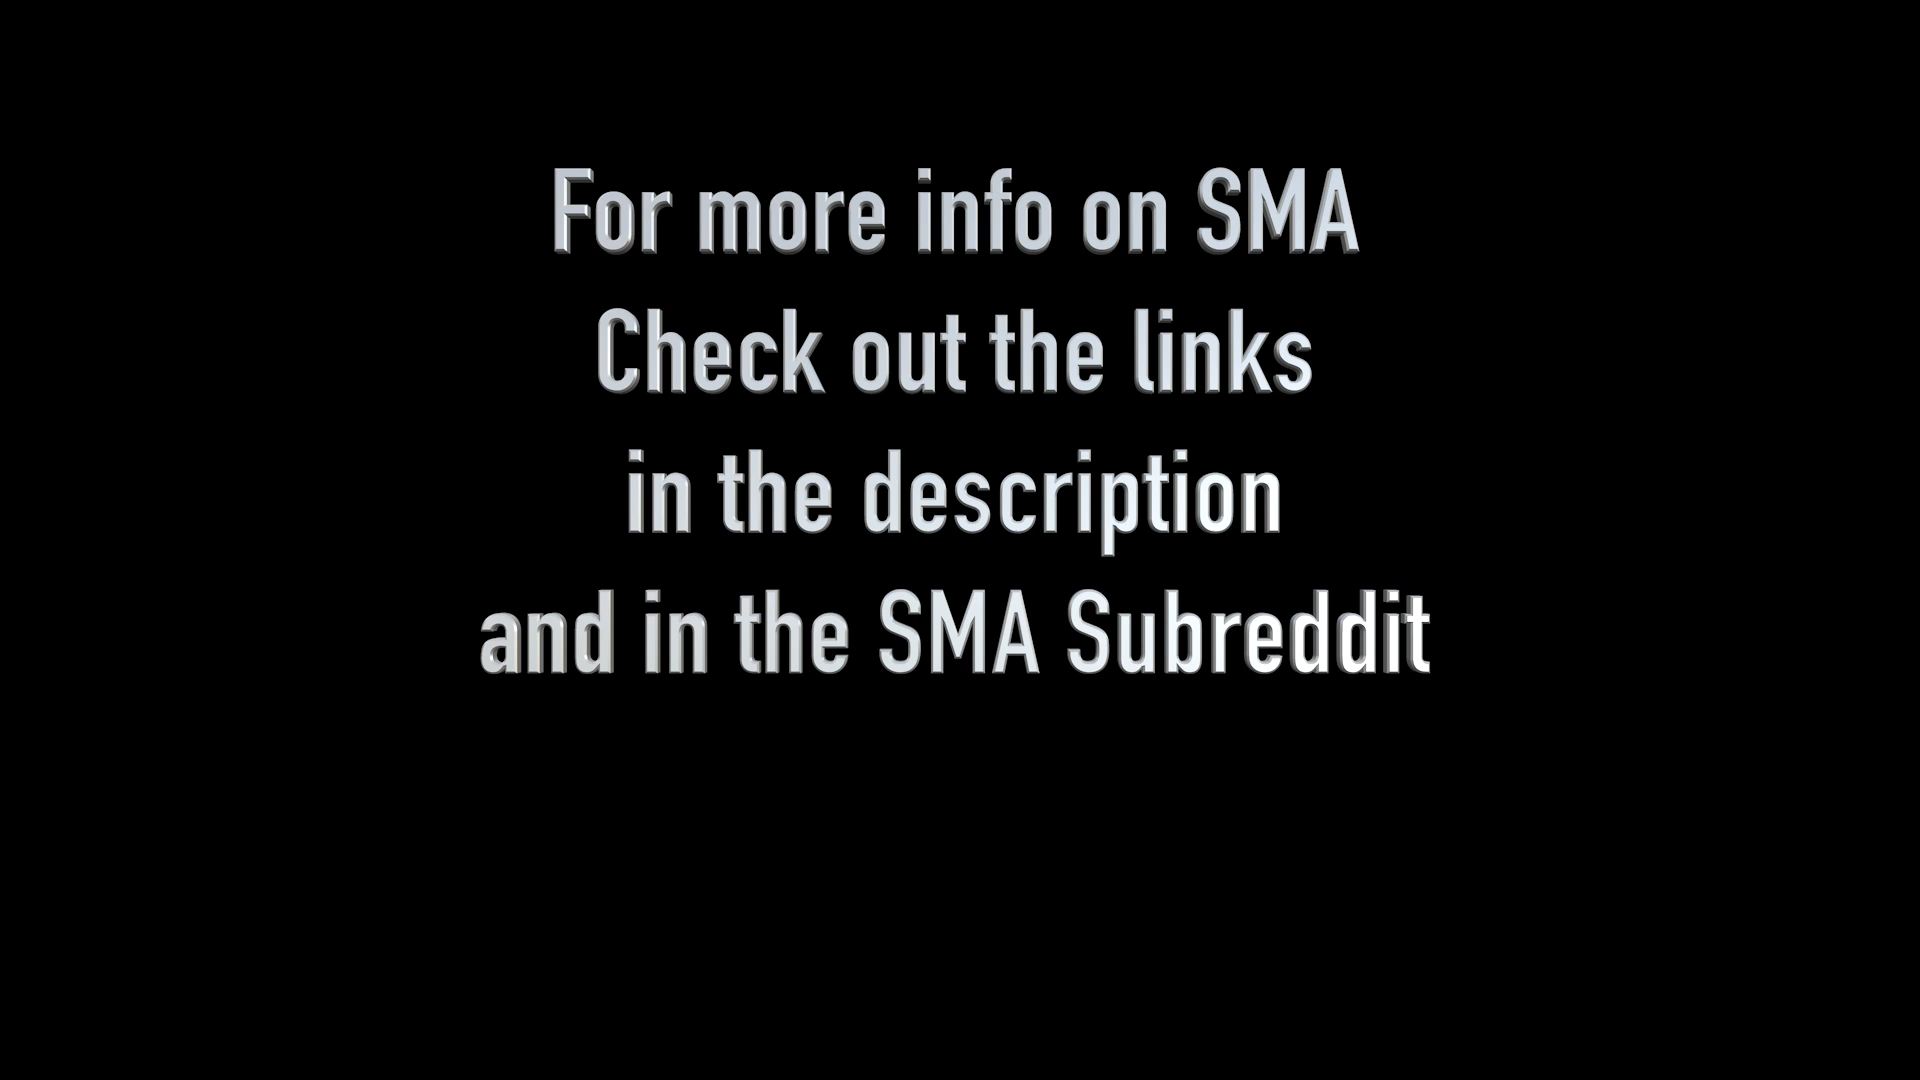 For more info on SMA
Check out the links
in the description
and in the SMA Subreddit